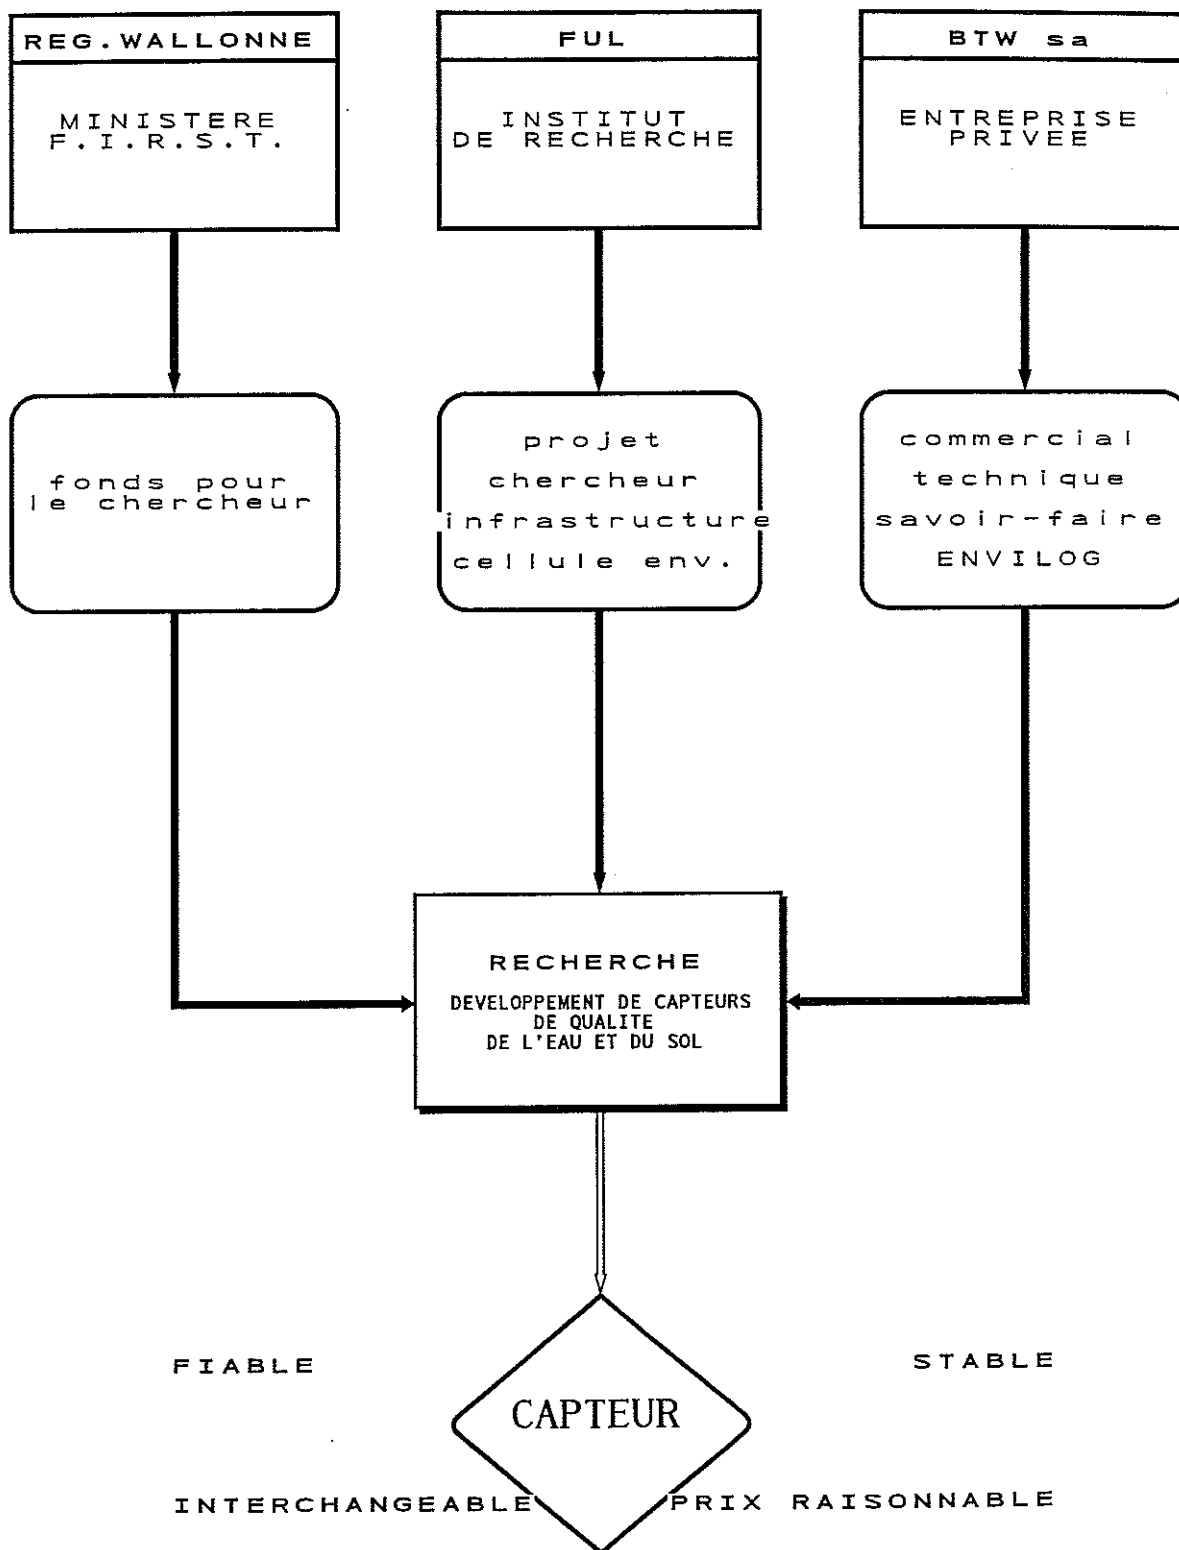 REG.WALLONNE
MINISTERE
F.I.R.S.T.
FUL
INSTITUT
DE RECHERCHE
BTW sa
ENTREPRISE
PRIVEE
fonds pour
le chercheur
projet
chercheur
infrastructure
cellule env.
commercial
technique
savoir-faire
ENVILOG
RECHERCHE
DEVELOPPEMENT DE CAPTEURS
DE QUALITE
DE L'EAU ET DU SOL
FIABLE
STABLE
CAPTEUR
INTERCHANGEABLE
PRIX RAISONNABLE